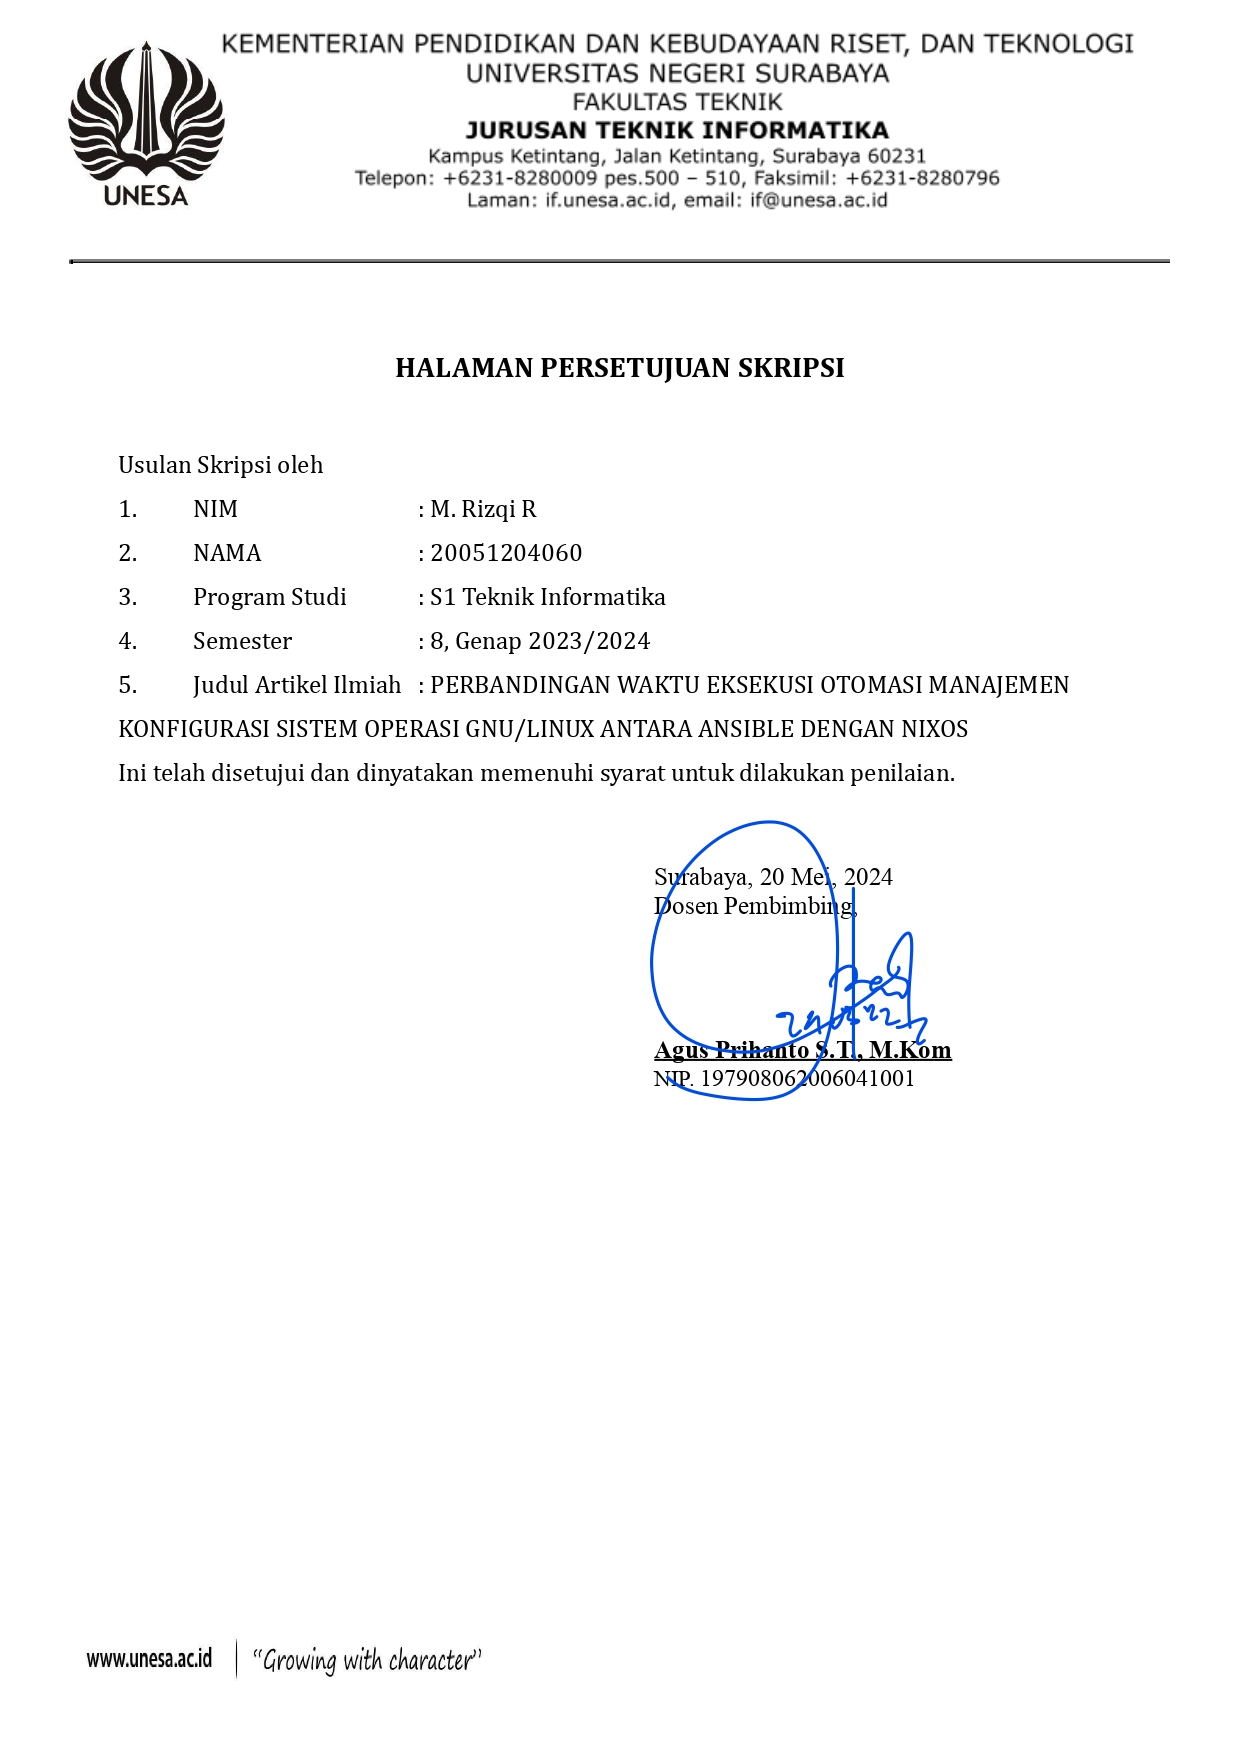 KEMENTERIAN PENDIDIKAN DAN KEBUDAYAAN RISET, DAN TEKNOLOGI
UNIVERSITAS NEGERI SURABAYA
FAKULTAS TEKNIK
JURUSAN TEKNIK INFORMATIKA
Kampus Ketintang, Jalan Ketintang, Surabaya 60231
Telepon: +6231-8280009 pes.500 – 510, Faksimil: +6231-8280796
Laman: if.unesa.ac.id, email: if@unesa.ac.id
UNESA
HALAMAN PERSETUJUAN SKRIPSI
Usulan Skripsi oleh
1. NIM : M. Rizqi R
2. NAMA : 20051204060
3. Program Studi : S1 Teknik Informatika
4. Semester : 8, Genap 2023/2024
5. Judul Artikel Ilmiah : PERBANDINGAN WAKTU EKSEKUSI OTOMASI MANAJEMEN
KONFIGURASI SISTEM OPERASI GNU/LINUX ANTARA ANSIBLE DENGAN NIXOS
Ini telah disetujui dan dinyatakan memenuhi syarat untuk dilakukan penilaian.
Surabaya, 20 Mei, 2024
Dosen Pembimbing,
Agus Prihanto S.T., M.Kom
NIP. 197908062006041001
www.unesa.ac.id | “Growing with character”